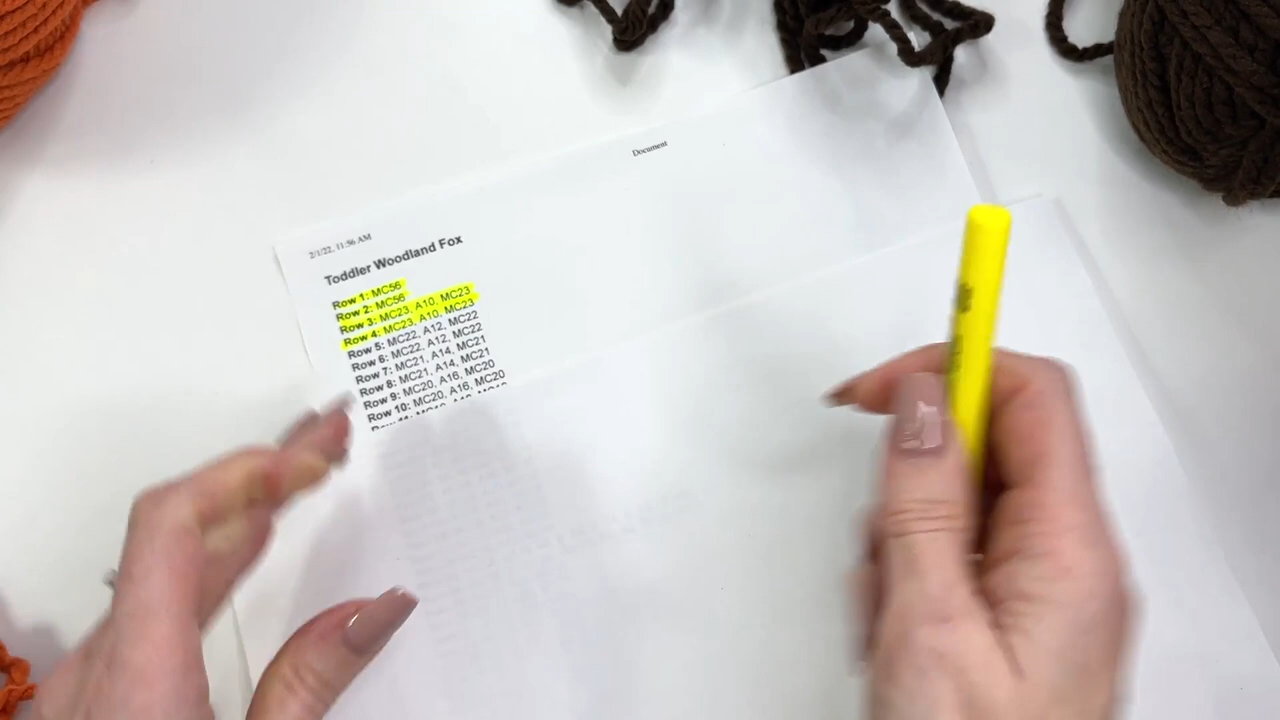 Document
2/1/22, 11:56 AM
Toddler Woodland Fox
Row 1: MC56
Row 2: MC56
Row 3: MC23, A10, MC23
Row 4: MC23, A10, MC23
Row 5: MC22, A12, MC22
Row 6: MC22, A12, MC22
Row 7: MC21, A14, MC21
Row 8: MC21, A14, MC21
Row 9: MC20, A16, MC20
Row 10: MC20, A16, MC20